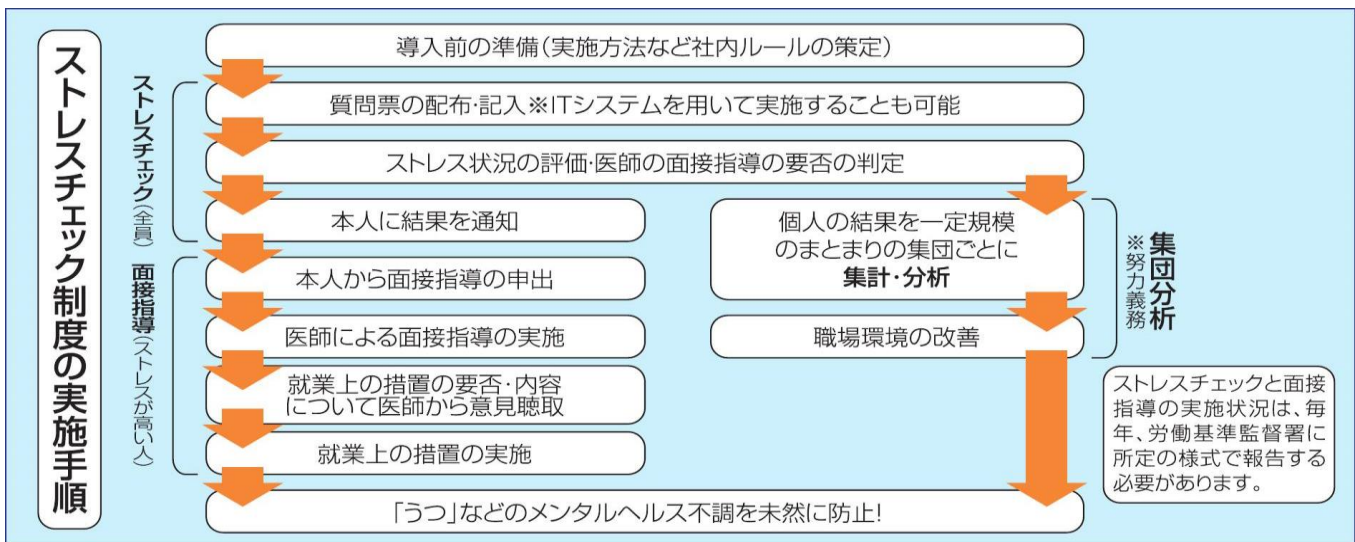 ストレスチェック制度の実施手順
導入前の準備(実施方法など社内ルールの策定)
ストレスチェック(全員)
質問票の配布・記入※ITシステムを用いて実施することも可能
ストレス状況の評価・医師の面接指導の要否の判定
本人に結果を通知
面接指導(ストレスが高い人)
本人から面接指導の申出
医師による面接指導の実施
就業上の措置の要否・内容
について医師から意見聴取
就業上の措置の実施
個人の結果を一定規模
のまとまりの集団ごとに
集計・分析
職場環境の改善
集団分析
※努力義務
ストレスチェックと面接
指導の実施状況は、毎
年、労働基準監督署に
所定の様式で報告する
必要があります。
「うつ」などのメンタルヘルス不調を未然に防止!